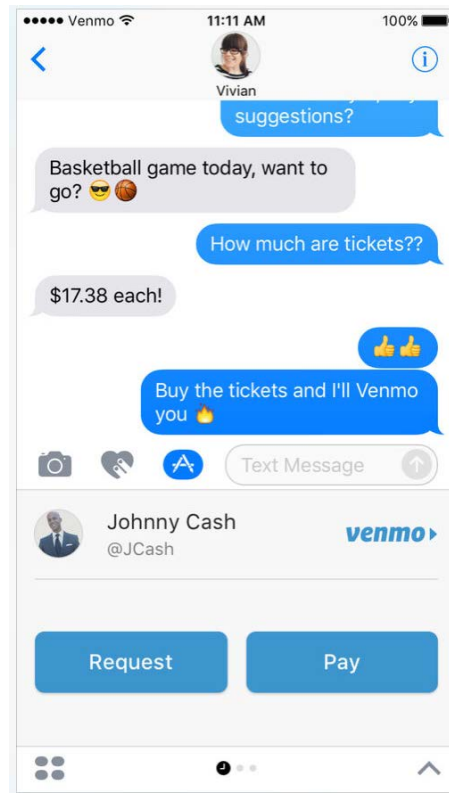 Venmo
11:11 AM
100%
Vivian
suggestions?
Basketball game today, want to
go? 😎🏀
How much are tickets??
$17.38 each!
👍👍
Buy the tickets and I'll Venmo
you 🔥
Text Message
Johnny Cash
@JCash
venmo
Request
Pay